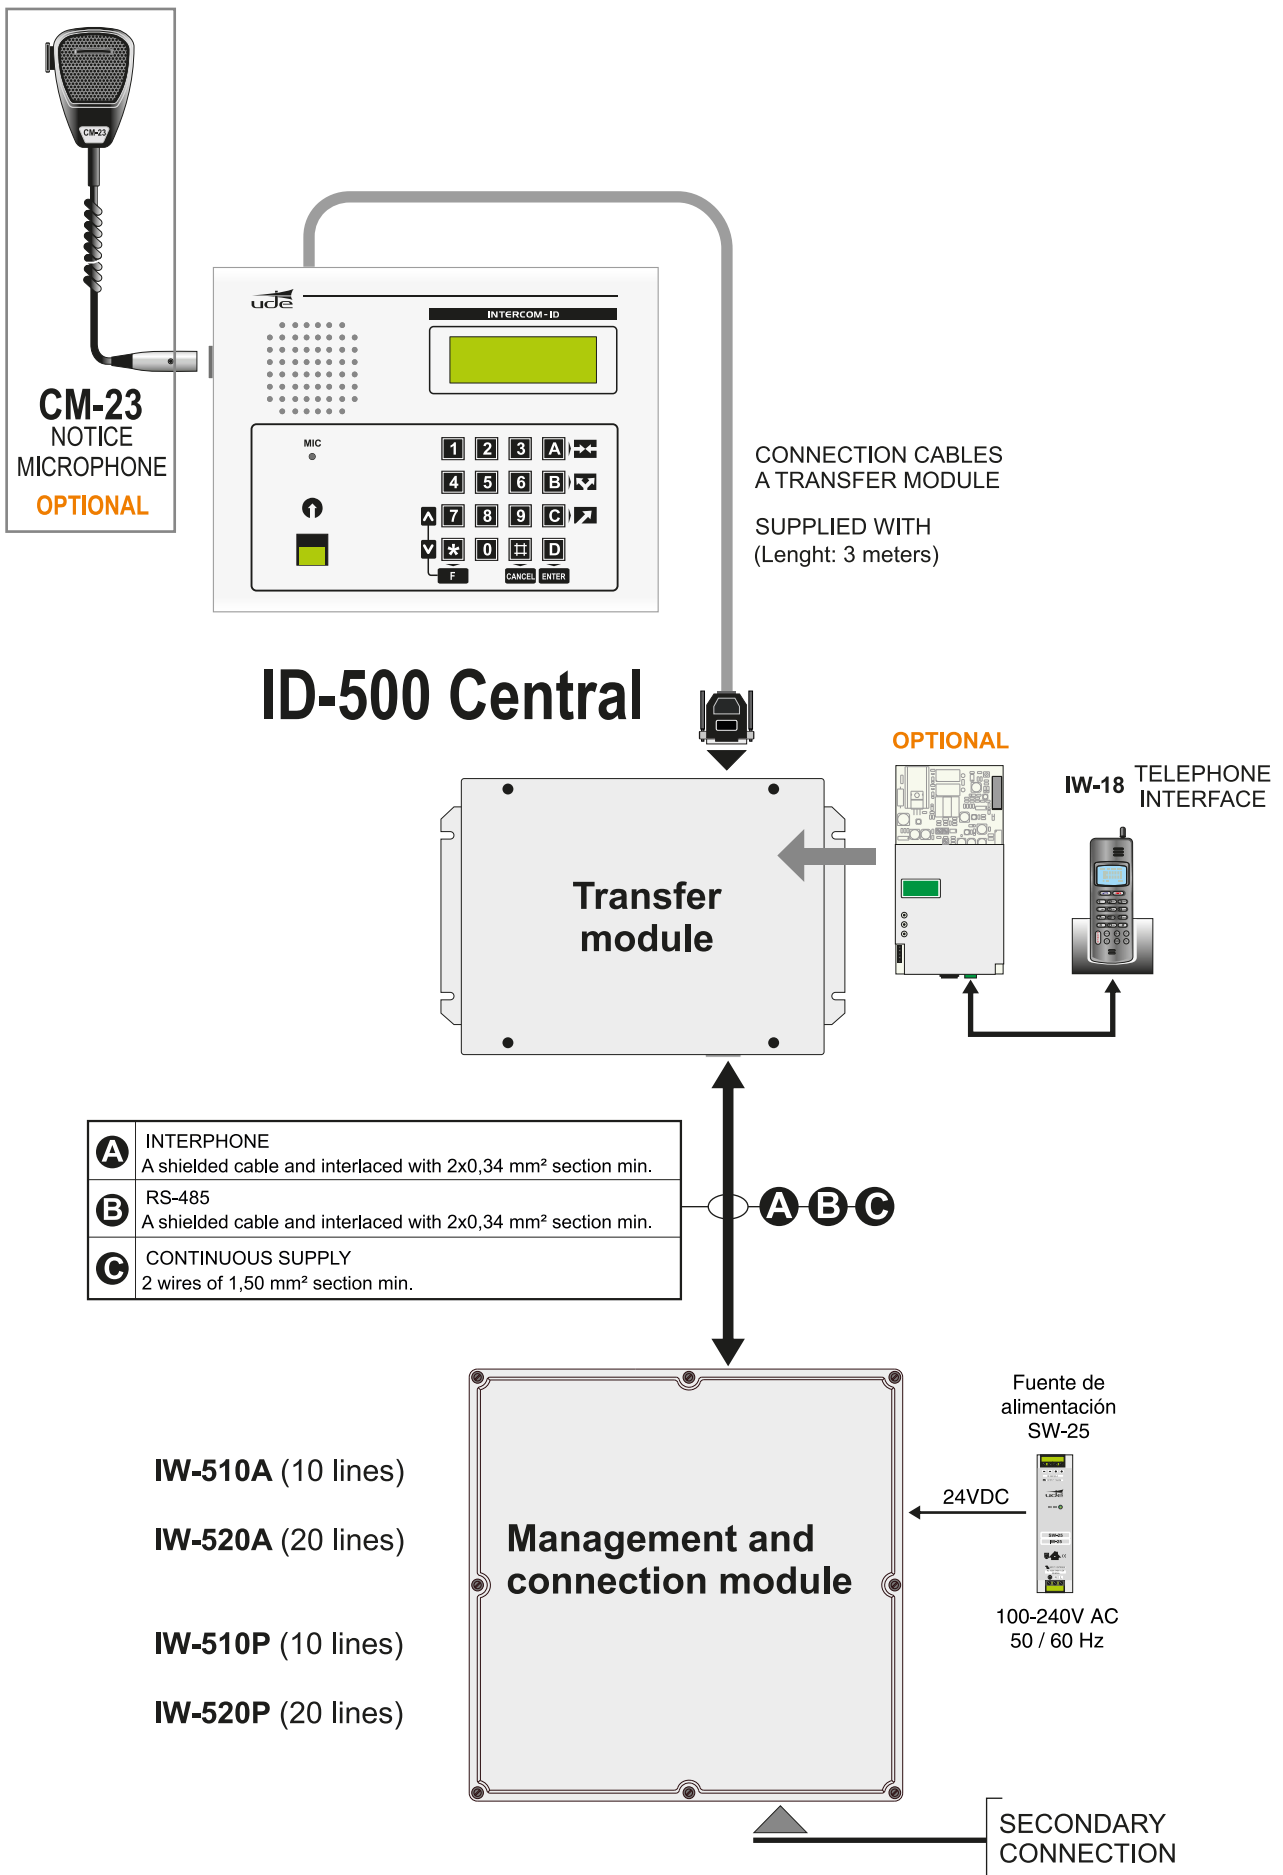 CM-23
CM-23
NOTICE
MICROPHONE
OPTIONAL
ude
INTERCOM-ID
MIC
1 2 3 A
4 5 6 B
7 8 9 C
* 0 # D
F CANCEL ENTER
CONNECTION CABLES
A TRANSFER MODULE
SUPPLIED WITH
(Lenght: 3 meters)
ID-500 Central
OPTIONAL
IW-18 TELEPHONE
INTERFACE
Transfer
module
A INTERPHONE
A shielded cable and interlaced with 2x0,34 mm² section min.
B RS-485
A shielded cable and interlaced with 2x0,34 mm² section min.
C CONTINUOUS SUPPLY
2 wires of 1,50 mm² section min.
A B C
IW-510A (10 lines)
IW-520A (20 lines)
IW-510P (10 lines)
IW-520P (20 lines)
Management and
connection module
Fuente de
alimentación
SW-25
24VDC
ude
SW-25
100-240V AC
50 / 60 Hz
SECONDARY
CONNECTION